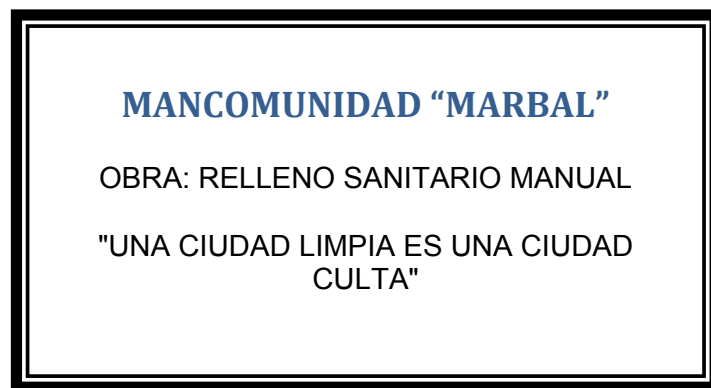 MANCOMUNIDAD “MARBAL”
OBRA: RELLENO SANITARIO MANUAL
"UNA CIUDAD LIMPIA ES UNA CIUDAD
CULTA"